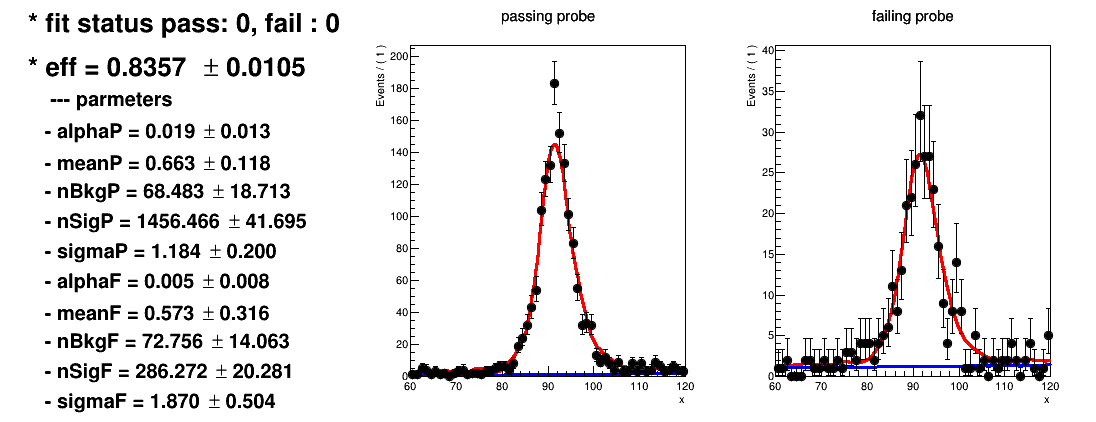 * fit status pass: 0, fail : 0
* eff = 0.8357 ± 0.0105
--- parmeters
- alphaP = 0.019 ± 0.013
- meanP = 0.663 ± 0.118
- nBkgP = 68.483 ± 18.713
- nSigP = 1456.466 ± 41.695
- sigmaP = 1.184 ± 0.200
- alphaF = 0.005 ± 0.008
- meanF = 0.573 ± 0.316
- nBkgF = 72.756 ± 14.063
- nSigF = 286.272 ± 20.281
- sigmaF = 1.870 ± 0.504
passing probe
Events / ( 1 )
200
180
160
140
120
100
80
60
40
20
0
60 70 80 90 100 110 120
x
failing probe
Events / ( 1 )
40
35
30
25
20
15
10
5
0
60 70 80 90 100 110 120
x